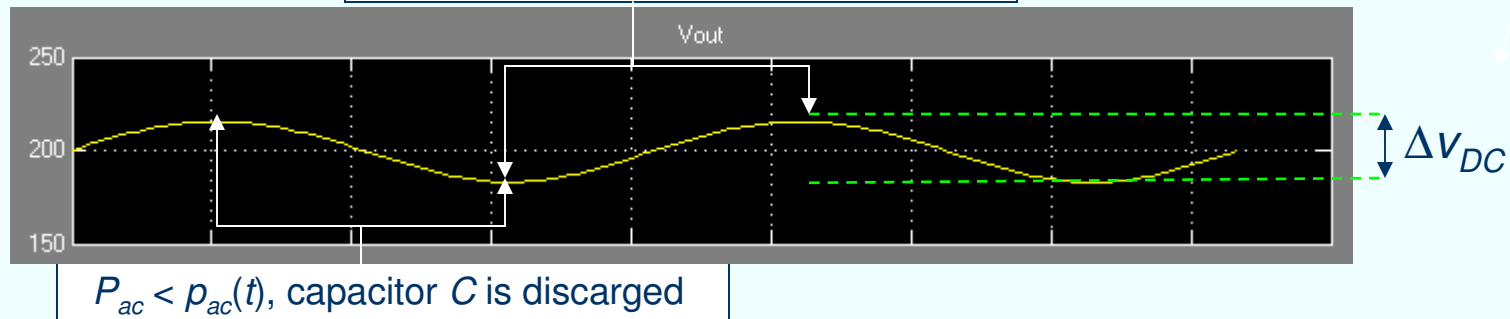 Vout
250
200
150
Δv_DC
P_ac < p_ac(t), capacitor C is discarged